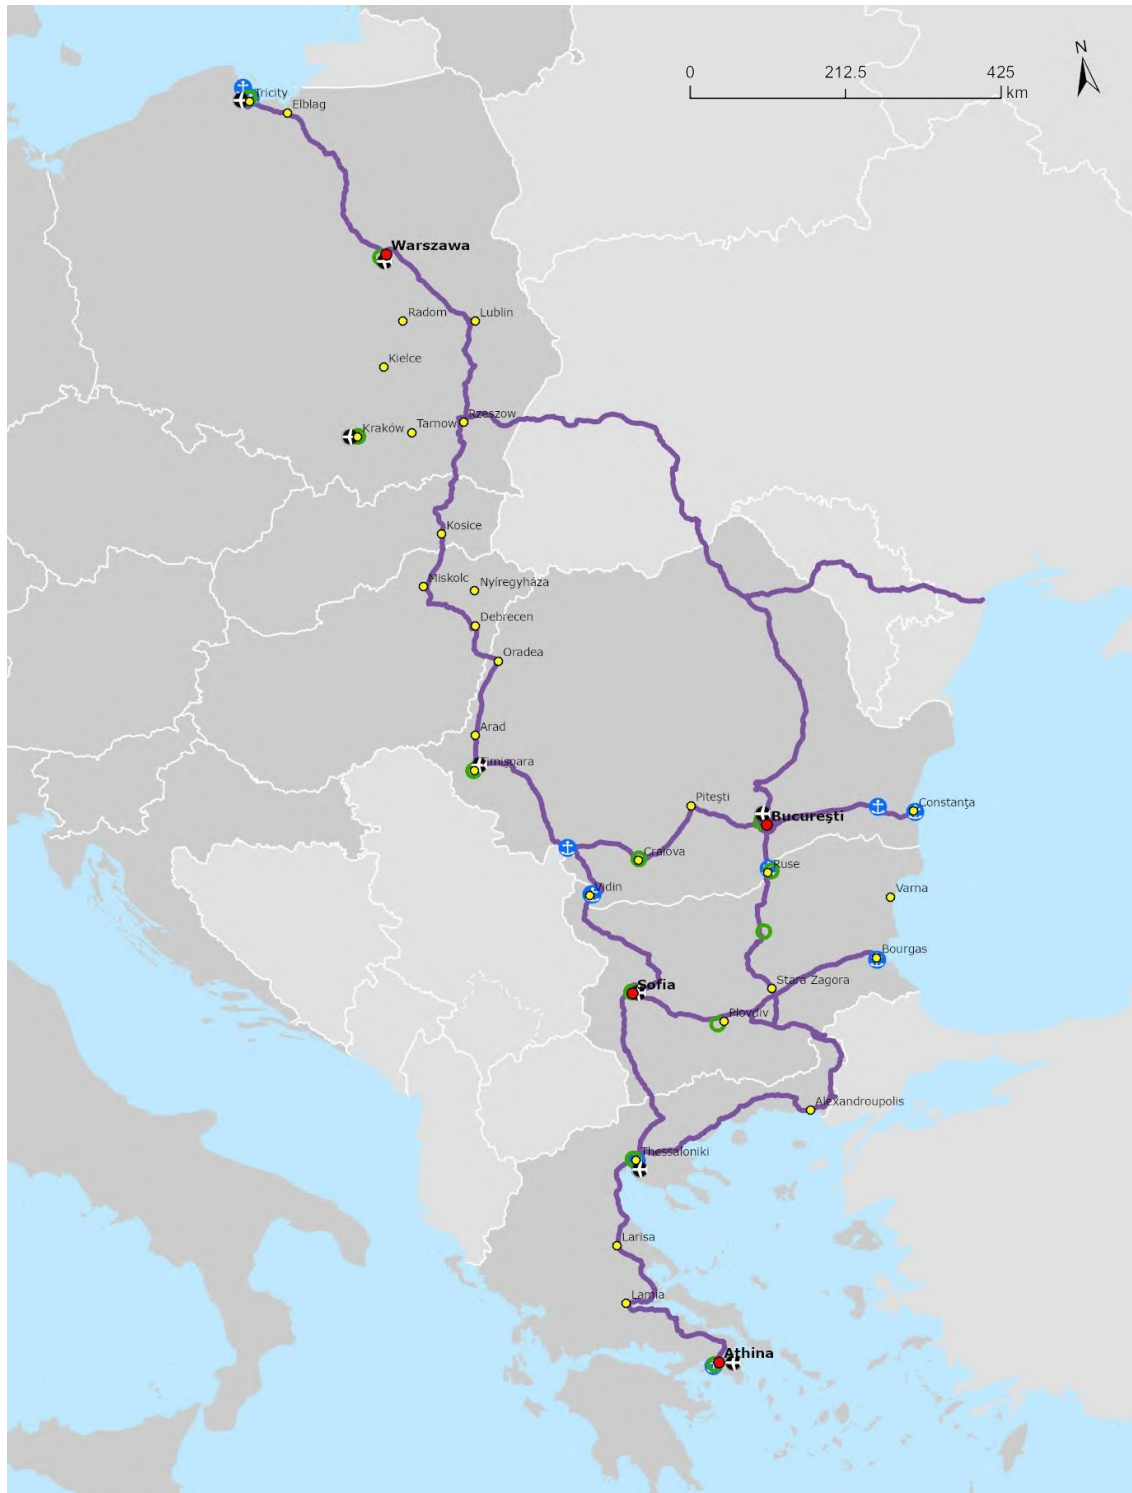 N
0 212.5 425
km
Tricity
Elblag
Warszawa
Radom
Lublin
Kielce
Rzeszow
Kraków
Tarnow
Kosice
Miskolc
Nyíregyháza
Debrecen
Oradea
Arad
Timişoara
Piteşti
Constanţa
Bucureşti
Craiova
Ruse
Vidin
Varna
Bourgas
Sofia
Stara Zagora
Plovdiv
Alexandroupolis
Thessaloniki
Larisa
Lamia
Athina